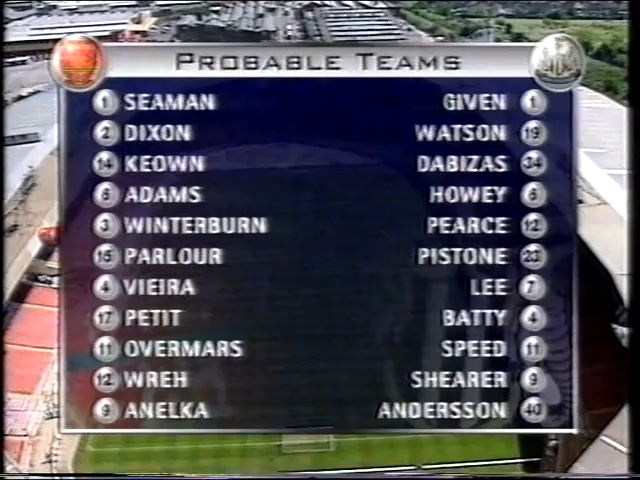 PROBABLE TEAMS
1 SEAMAN GIVEN 1
2 DIXON WATSON 19
14 KEOWN DABIZAS 34
6 ADAMS HOWEY 6
3 WINTERBURN PEARCE 12
15 PARLOUR PISTONE 23
4 VIEIRA LEE 7
17 PETIT BATTY 4
11 OVERMARS SPEED 11
12 WREH SHEARER 9
9 ANELKA ANDERSSON 40